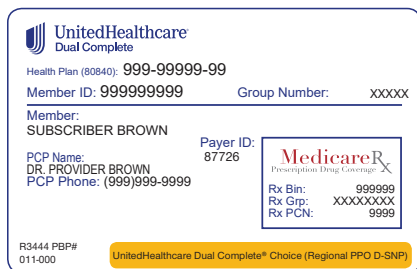 UnitedHealthcare®
Dual Complete
Health Plan (80840): 999-99999-99
Member ID: 999999999 Group Number: XXXXX
Member:
SUBSCRIBER BROWN
Payer ID:
87726
PCP Name:
DR. PROVIDER BROWN
PCP Phone: (999)999-9999
MedicareRx
Prescription Drug Coverage
Rx Bin: 999999
Rx Grp: XXXXXXXX
Rx PCN: 9999
R3444 PBP#
011-000
UnitedHealthcare Dual Complete® Choice (Regional PPO D-SNP)